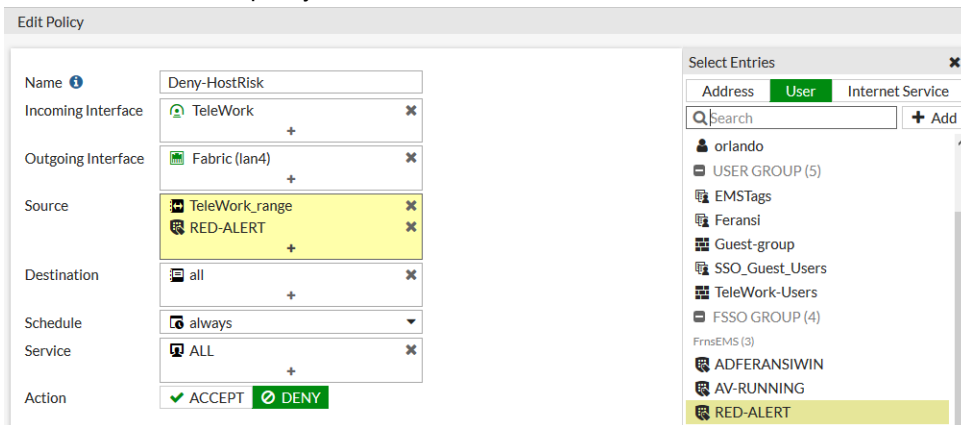 Edit Policy
Name
Deny-HostRisk
Incoming Interface
TeleWork
Outgoing Interface
Fabric (lan4)
Source
TeleWork_range
RED-ALERT
Destination
all
Schedule
always
Service
ALL
Action
ACCEPT
DENY
Select Entries
Address
User
Internet Service
Search
Add
orlando
USER GROUP (5)
EMSTags
Feransi
Guest-group
SSO_Guest_Users
TeleWork-Users
FSSO GROUP (4)
FrnsEMS (3)
ADFERANSIWIN
AV-RUNNING
RED-ALERT